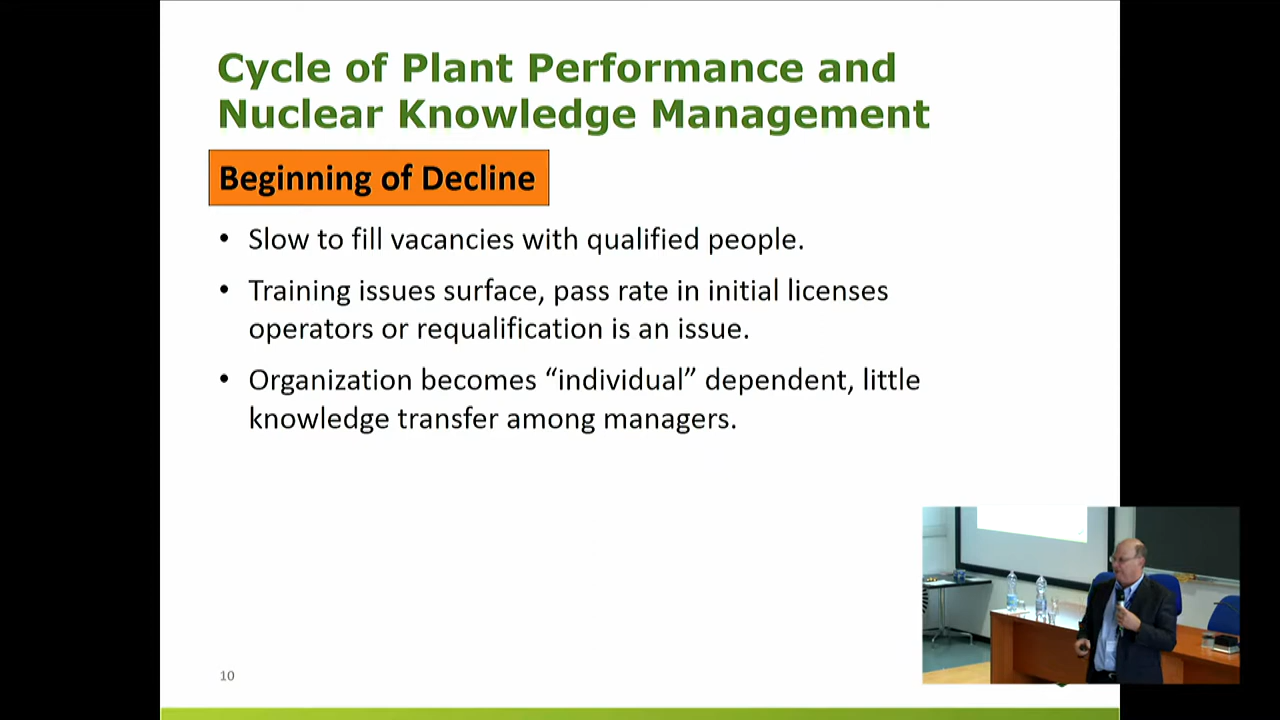 Cycle of Plant Performance and
Nuclear Knowledge Management
Beginning of Decline
• Slow to fill vacancies with qualified people.
• Training issues surface, pass rate in initial licenses
operators or requalification is an issue.
• Organization becomes “individual” dependent, little
knowledge transfer among managers.
10